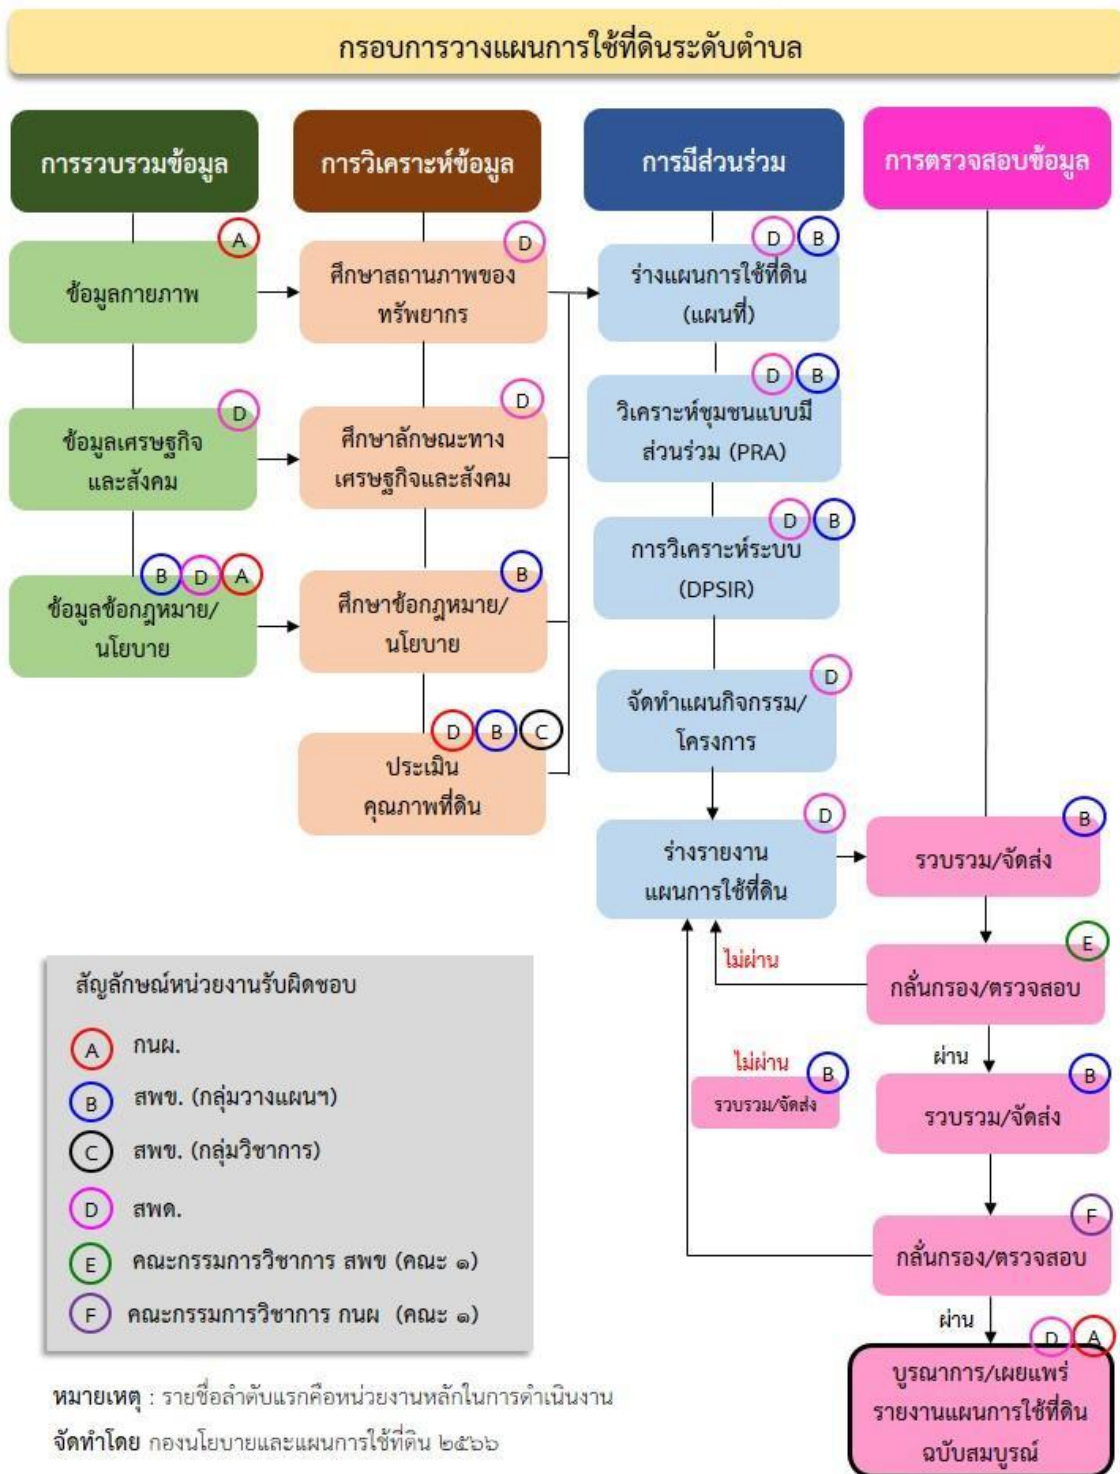 กรอบการวางแผนการใช้ที่ดินระดับตำบล
การรวบรวมข้อมูล
การวิเคราะห์ข้อมูล
การมีส่วนร่วม
การตรวจสอบข้อมูล
A
ข้อมูลกายภาพ
D
ข้อมูลเศรษฐกิจ
และสังคม
B D A
ข้อมูลข้อกฎหมาย/
นโยบาย
D
ศึกษาสถานภาพของ
ทรัพยากร
D
ศึกษาลักษณะทาง
เศรษฐกิจและสังคม
B
ศึกษาข้อกฎหมาย/
นโยบาย
D B C
ประเมิน
คุณภาพที่ดิน
D B
ร่างแผนการใช้ที่ดิน
(แผนที่)
D B
วิเคราะห์ชุมชนแบบมี
ส่วนร่วม (PRA)
D B
การวิเคราะห์ระบบ
(DPSIR)
D
จัดทำแผนกิจกรรม/
โครงการ
D
ร่างรายงาน
แผนการใช้ที่ดิน
B
รวบรวม/จัดส่ง
E
กลั่นกรอง/ตรวจสอบ
ไม่ผ่าน
ผ่าน
B
รวบรวม/จัดส่ง
ไม่ผ่าน
B
รวบรวม/จัดส่ง
F
กลั่นกรอง/ตรวจสอบ
ผ่าน
D A
บูรณาการ/เผยแพร่
รายงานแผนการใช้ที่ดิน
ฉบับสมบูรณ์
สัญลักษณ์หน่วยงานรับผิดชอบ
A กนผ.
B สพข. (กลุ่มวางแผนฯ)
C สพข. (กลุ่มวิชาการ)
D สพด.
E คณะกรรมการวิชาการ สพข (คณะ ๑)
F คณะกรรมการวิชาการ กนผ (คณะ ๑)
หมายเหตุ : รายชื่อลำดับแรกคือหน่วยงานหลักในการดำเนินงาน
จัดทำโดย กองนโยบายและแผนการใช้ที่ดิน ๒๕๖๖